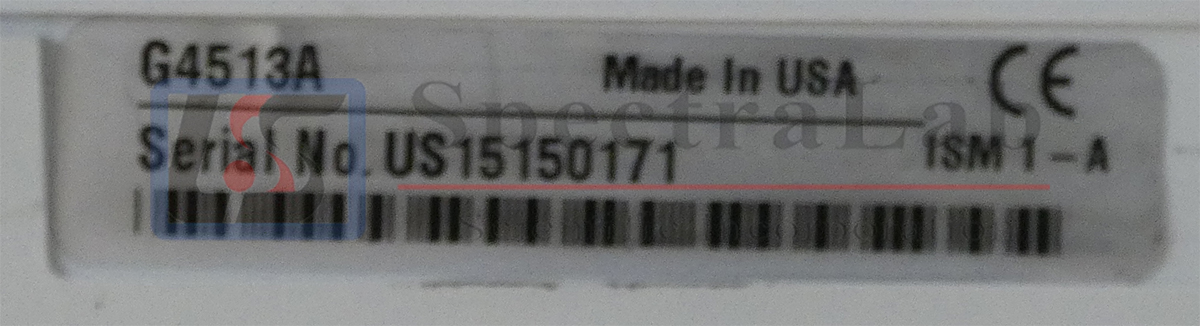 G4513A Made In USA CE
Serial No. US15150171 ISM 1-A
SpectraLab